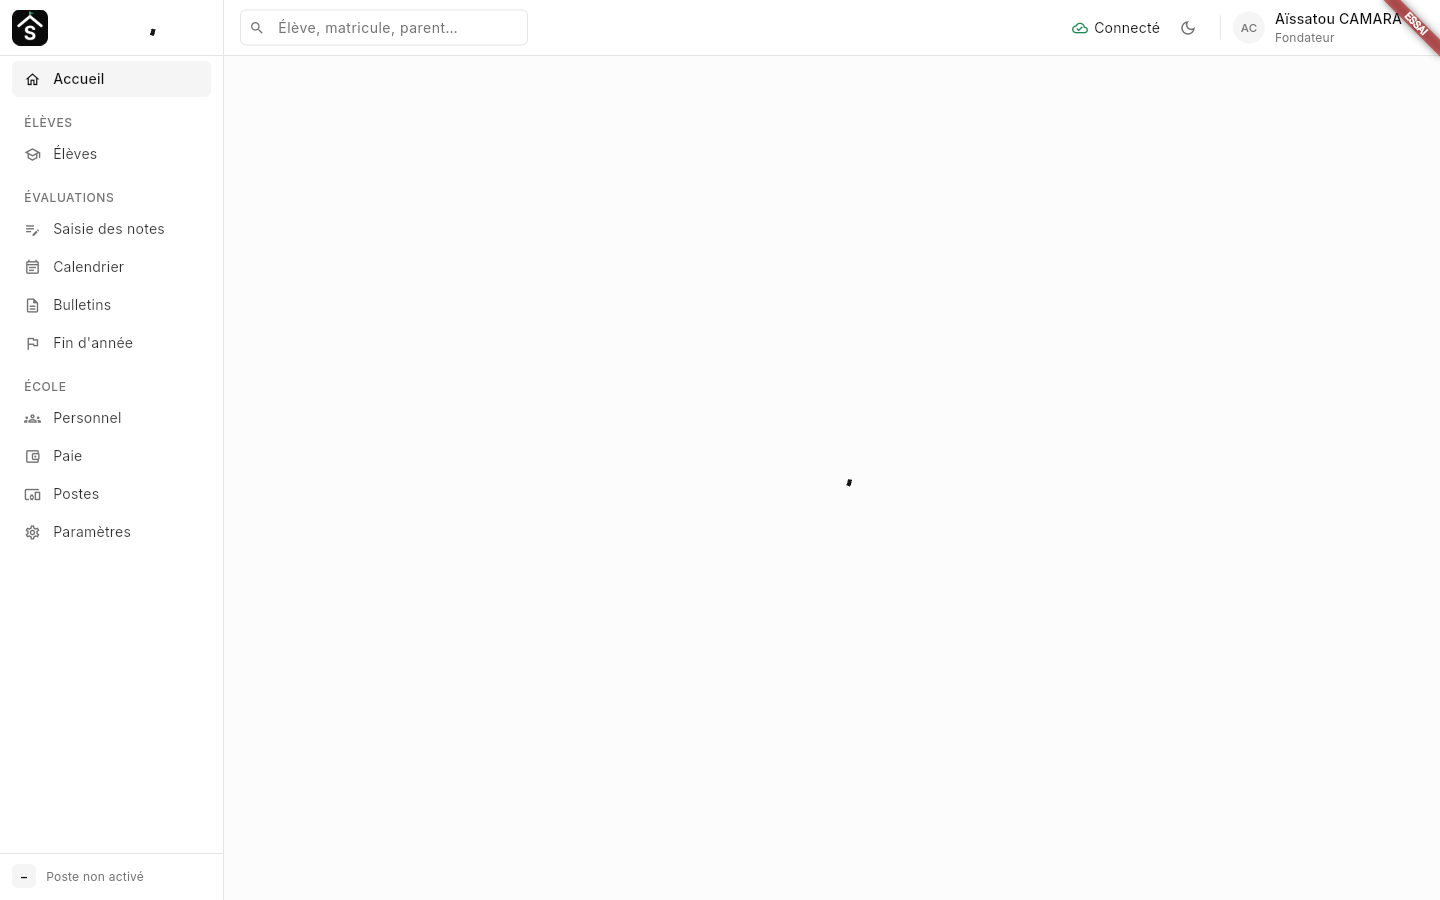 S
Élève, matricule, parent...
Connecté
AC
Aïssatou CAMARA
Fondateur
ESSAI
Accueil
ÉLÈVES
Élèves
ÉVALUATIONS
Saisie des notes
Calendrier
Bulletins
Fin d'année
ÉCOLE
Personnel
Paie
Postes
Paramètres
– Poste non activé